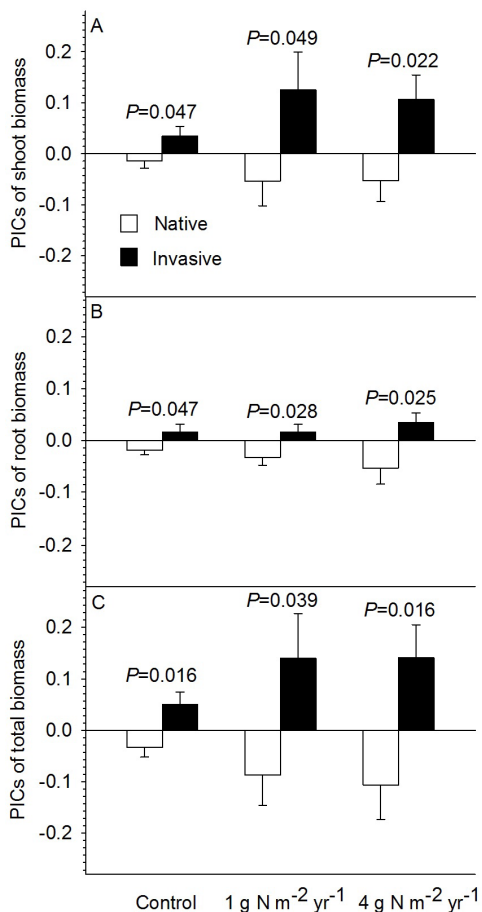 A
P=0.049
P=0.022
P=0.047
0.2
0.1
0.0
-0.1
-0.2
PICs of shoot biomass
Native
Invasive
B
P=0.047
P=0.028
P=0.025
0.2
0.1
0.0
-0.1
-0.2
PICs of root biomass
C
P=0.039
P=0.016
P=0.016
0.2
0.1
0.0
-0.1
-0.2
PICs of total biomass
Control
1 g N m⁻² yr⁻¹
4 g N m⁻² yr⁻¹